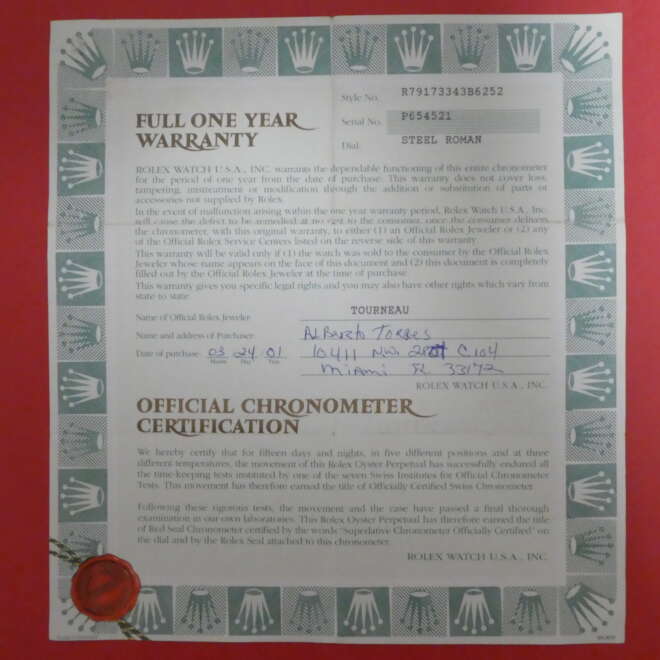 Style No. R79173343B6252
Serial No. P654521
Dial: STEEL ROMAN
FULL ONE YEAR
WARRANTY
ROLEX WATCH U.S.A., INC. warrants the dependable functioning of this entire chronometer
for the period of one year from the date of purchase. This warranty does not cover loss,
tampering, mistreatment or modification through the addition or substitution of parts or
accessories not supplied by Rolex.
In the event of malfunction arising within the one year warranty period, Rolex Watch U.S.A., Inc.
will cause the defect to be remedied at no cost to the consumer, once the consumer delivers
the chronometer, with this original warranty, to either (1) an Official Rolex Jeweler or (2) any
of the Official Rolex Service Centers listed on the reverse side of this warranty.
This warranty will be valid only if (1) the watch was sold to the consumer by the Official Rolex
Jeweler whose name appears on the face of this document and (2) this document is completely
filled out by the Official Rolex Jeweler at the time of purchase.
This warranty gives you specific legal rights and you may also have other rights which vary from
state to state.
Name of Official Rolex Jeweler TOURNEAU
Name and address of Purchaser Alberto Torres
Date of purchase 03 24 01 10411 NW C 104
Month Day Year Miami FL 33172
ROLEX WATCH U.S.A., INC.
OFFICIAL CHRONOMETER
CERTIFICATION
We hereby certify that for fifteen days and nights, in five different positions and at three
different temperatures, the movement of this Rolex Oyster Perpetual has successfully endured all
the time-keeping tests instituted by one of the seven Swiss Institutes for Official Chronometer
Tests. This movement has therefore earned the title of Officially Certified Swiss Chronometer.
Following these rigorous tests, the movement and the case have passed a final thorough
examination in our own laboratories. This Rolex Oyster Perpetual has therefore earned the title
of Red Seal Chronometer certified by the words "Superlative Chronometer Officially Certified" on
the dial and by the Rolex Seal attached to this chronometer.
ROLEX WATCH U.S.A., INC.